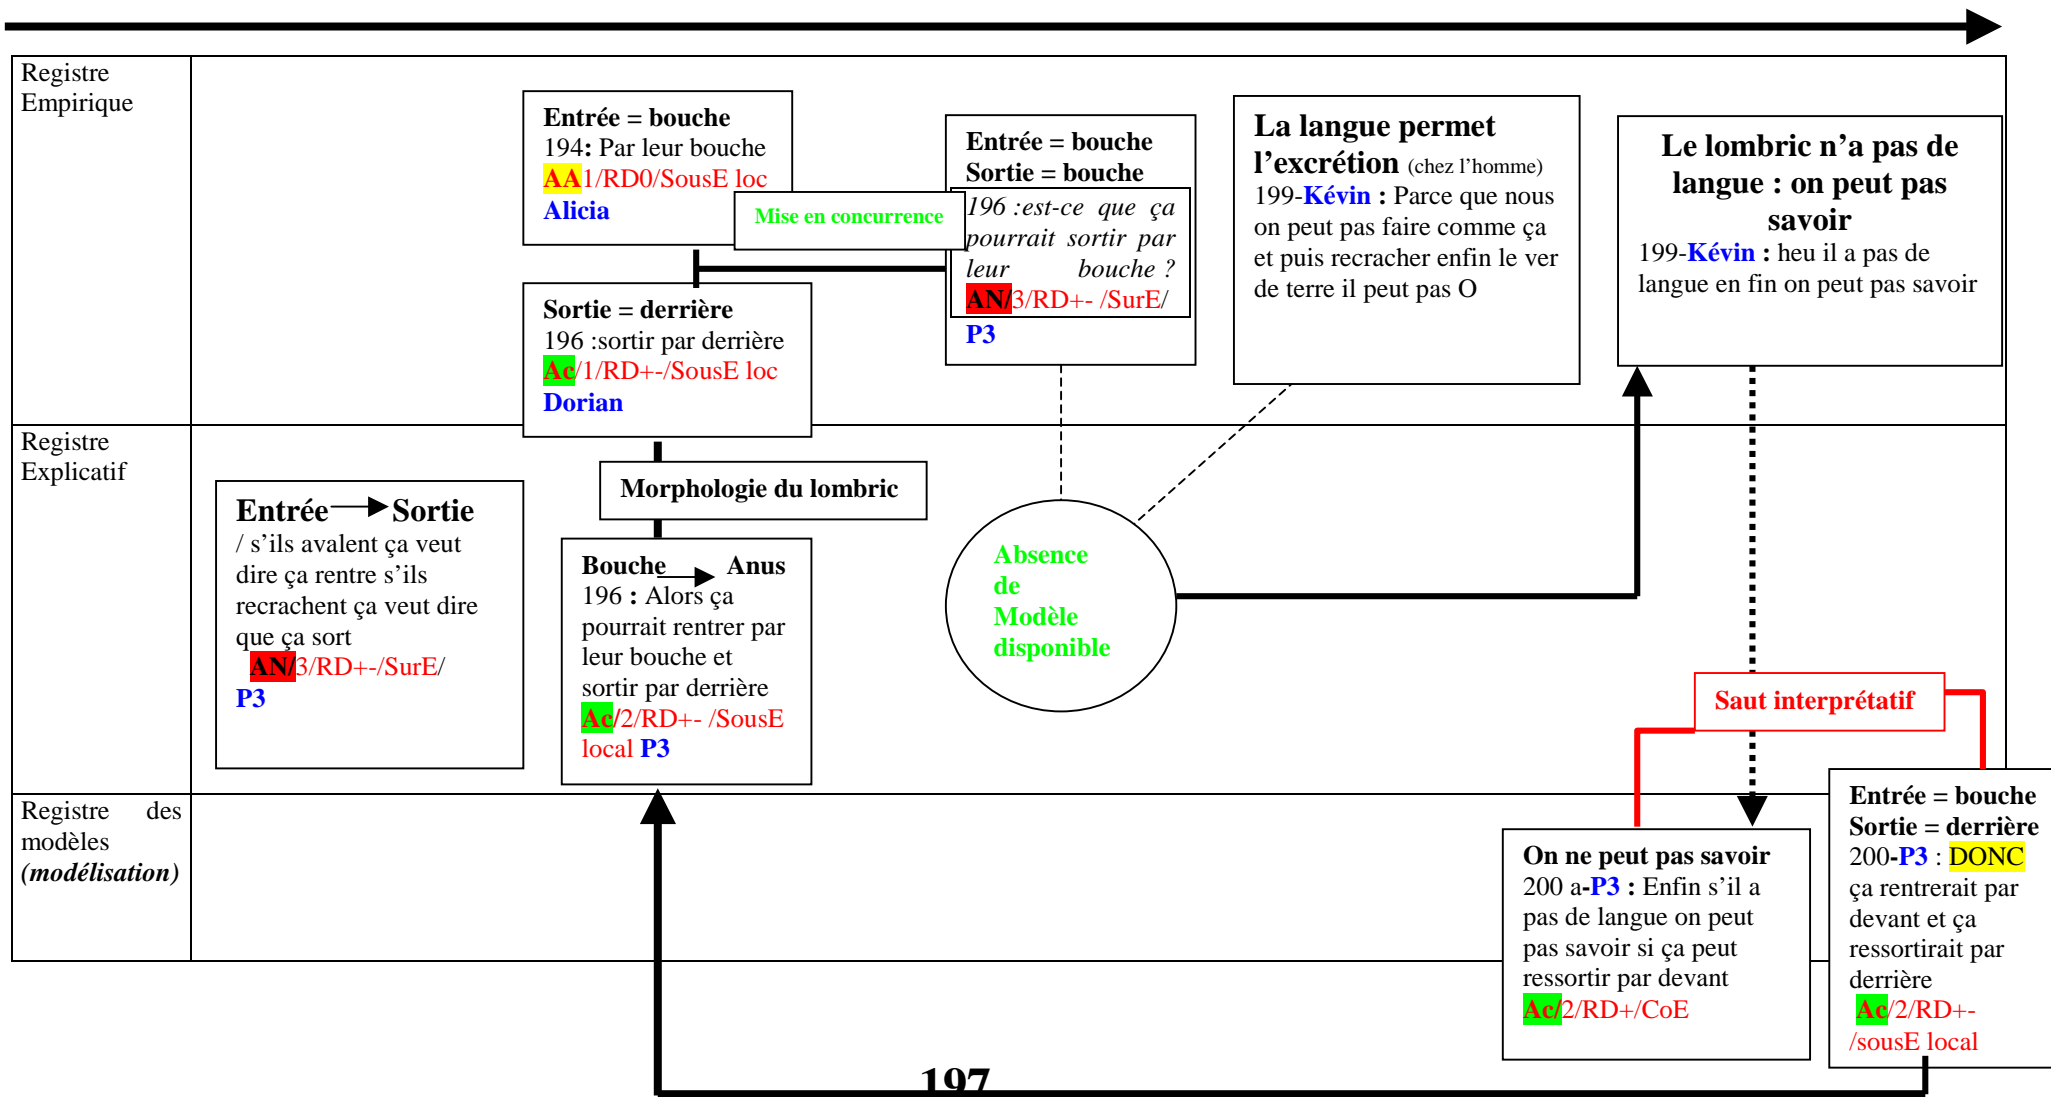 Registre
Empirique
Entrée = bouche
194: Par leur bouche
AA1/RD0/SousE loc
Alicia
Mise en concurrence
Entrée = bouche
Sortie = bouche
196 :est-ce que ça
pourrait sortir par
leur bouche ?
AN/3/RD+- /SurE/
P3
La langue permet
l’excrétion (chez l’homme)
199-Kévin : Parce que nous
on peut pas faire comme ça
et puis recracher enfin le ver
de terre il peut pas O
Le lombric n’a pas de
langue : on peut pas
savoir
199-Kévin : heu il a pas de
langue en fin on peut pas savoir
Sortie = derrière
196 :sortir par derrière
Ac/1/RD+-/SousE loc
Dorian
Registre
Explicatif
Entrée Sortie
/ s’ils avalent ça veut
dire ça rentre s’ils
recrachent ça veut dire
que ça sort
AN/3/RD+-/SurE/
P3
Morphologie du lombric
Bouche Anus
196 : Alors ça
pourrait rentrer par
leur bouche et
sortir par derrière
Ac/2/RD+- /SousE
local P3
Absence
de
Modèle
disponible
Saut interprétatif
Registre des
modèles
(modélisation)
On ne peut pas savoir
200 a-P3 : Enfin s’il a
pas de langue on peut
pas savoir si ça peut
ressortir par devant
Ac/2/RD+/CoE
Entrée = bouche
Sortie = derrière
200-P3 : DONC
ça rentrerait par
devant et ça
ressortirait par
derrière
Ac/2/RD+-
/sousE local
197